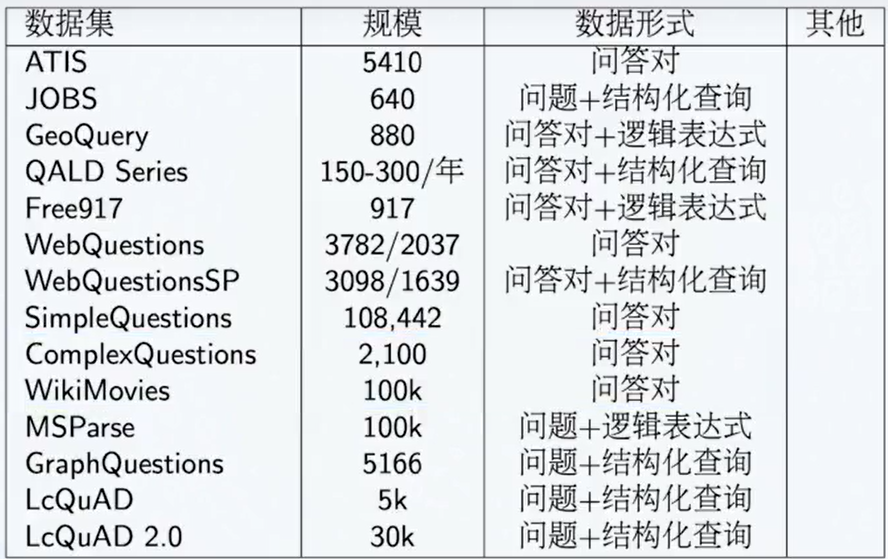 数据集 规模 数据形式 其他
ATIS 5410 问答对
JOBS 640 问题+结构化查询
GeoQuery 880 问答对+逻辑表达式
QALD Series 150-300/年 问答对+结构化查询
Free917 917 问答对+逻辑表达式
WebQuestions 3782/2037 问答对
WebQuestionsSP 3098/1639 问答对+结构化查询
SimpleQuestions 108,442 问答对
ComplexQuestions 2,100 问答对
WikiMovies 100k 问答对
MSParse 100k 问题+逻辑表达式
GraphQuestions 5166 问题+结构化查询
LcQuAD 5k 问题+结构化查询
LcQuAD 2.0 30k 问题+结构化查询